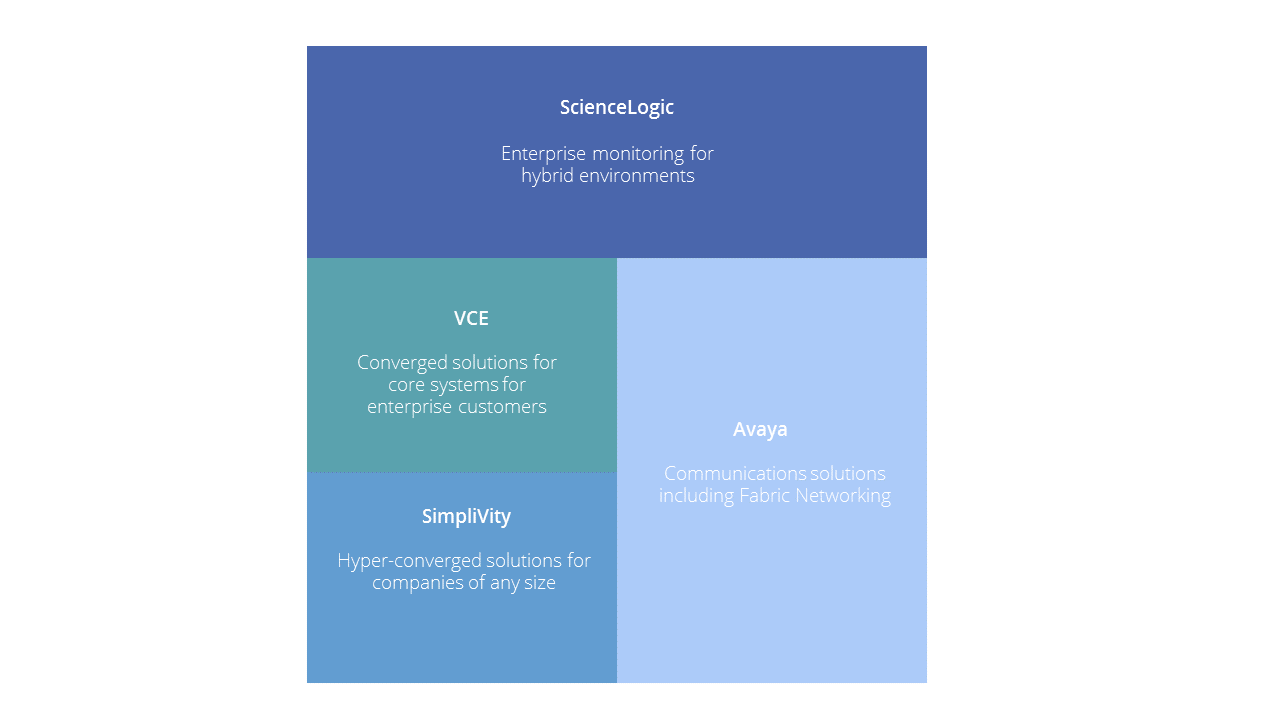 ScienceLogic
Enterprise monitoring for
hybrid environments
VCE
Converged solutions for
core systems for
enterprise customers
SimpliVity
Hyper-converged solutions for
companies of any size
Avaya
Communications solutions
including Fabric Networking